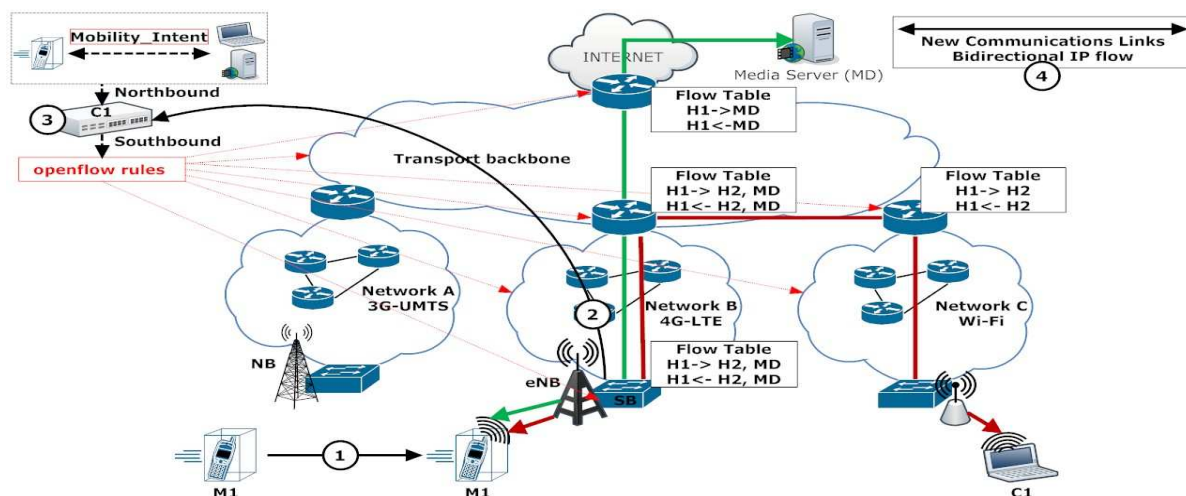 Mobility_Intent
Northbound
3
C1
Southbound
openflow rules
INTERNET
Media Server (MD)
New Communications Links
Bidirectional IP flow
4
Flow Table
H1->MD
H1<-MD
Transport backbone
Flow Table
H1-> H2, MD
H1<- H2, MD
Flow Table
H1-> H2
H1<- H2
Network A
3G-UMTS
Network B
4G-LTE
Network C
Wi-Fi
2
NB
eNB
Flow Table
H1-> H2, MD
H1<- H2, MD
SB
1
M1
M1
C1